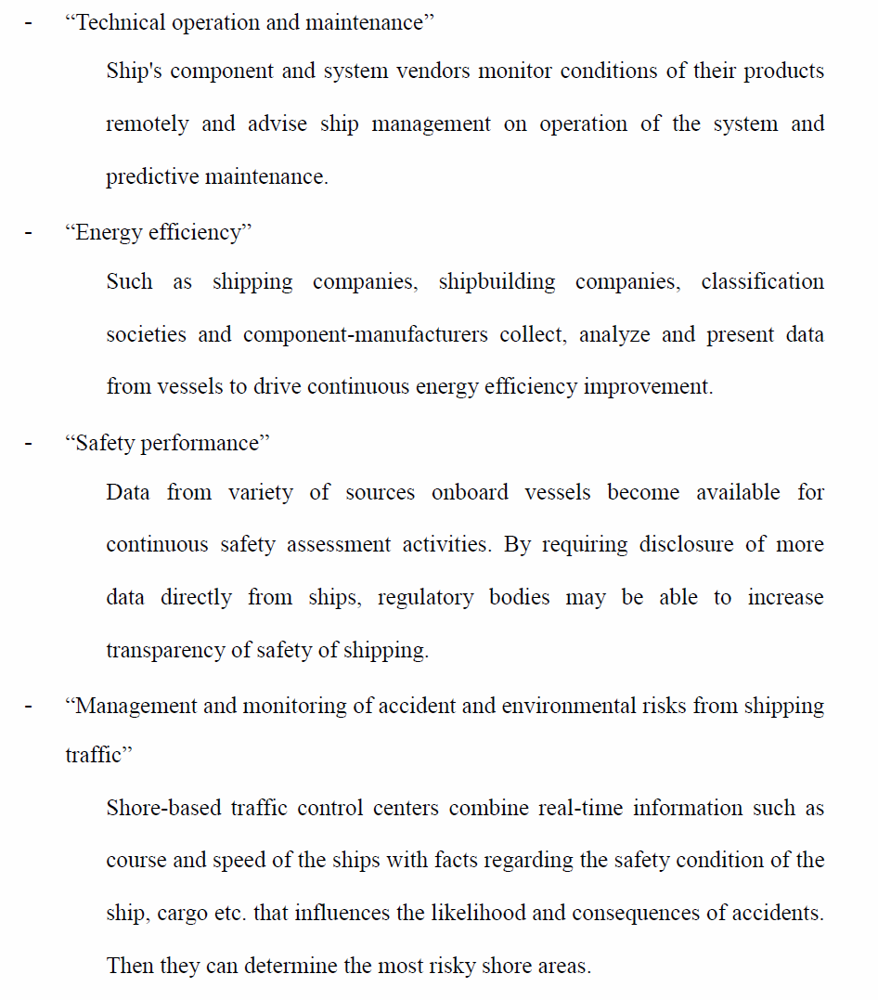 - “Technical operation and maintenance”
Ship's component and system vendors monitor conditions of their products
remotely and advise ship management on operation of the system and
predictive maintenance.
- “Energy efficiency”
Such as shipping companies, shipbuilding companies, classification
societies and component-manufacturers collect, analyze and present data
from vessels to drive continuous energy efficiency improvement.
- “Safety performance”
Data from variety of sources onboard vessels become available for
continuous safety assessment activities. By requiring disclosure of more
data directly from ships, regulatory bodies may be able to increase
transparency of safety of shipping.
- “Management and monitoring of accident and environmental risks from shipping
traffic”
Shore-based traffic control centers combine real-time information such as
course and speed of the ships with facts regarding the safety condition of the
ship, cargo etc. that influences the likelihood and consequences of accidents.
Then they can determine the most risky shore areas.